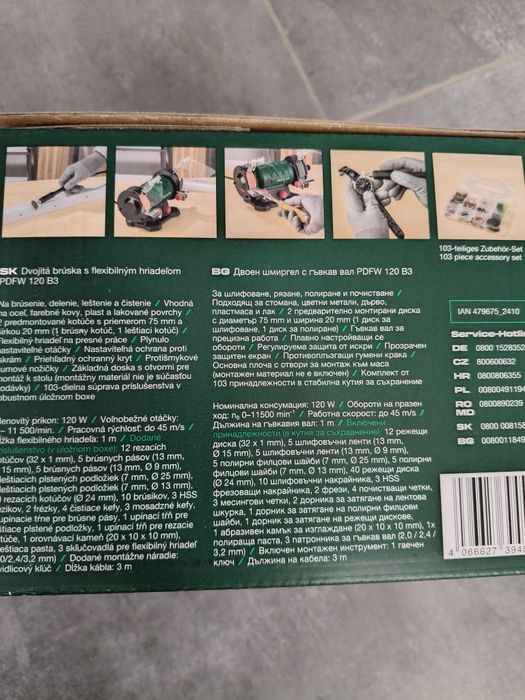 103-teiliges Zubehör-Set
103 piece accessory set
SK Dvojitá brúska s flexibilným hriadeľom
PDFW 120 B3
Na brúsenie, delenie, leštenie a čistenie / Vhodná
na oceľ, farebné kovy, plast a lakované povrchy /
2 predmontované kotúče s priemerom 75 mm a
šírkou 20 mm (1 brúsny kotúč, 1 leštiaci kotúč) /
Flexibilný hriadeľ na presné práce / Plynulo
nastaviteľné otáčky / Nastaviteľná ochrana proti
iskrám / Priehľadný ochranný kryt / Protišmykové
gumené nožičky / Základná doska s otvormi pre
montáž k stolu (montážny materiál nie je súčasťou
dodávky) / 103-dielna súprava príslušenstva v
robustnom úložnom boxe
Menovitý príkon: 120 W / Voľnobežné otáčky:
– 11 500/min. / Pracovná rýchlosť: do 45 m/s /
Dĺžka flexibilného hriadeľa: 1 m / Dodané
príslušenstvo (v úložnom boxe): 12 rezacích
kotúčov (32 x 1 mm), 5 brúsnych pásov (13 mm,
15 mm), 5 brúsnych pásov (13 mm, Ø 9 mm),
leštiacich plstených podložiek (7 mm, Ø 25 mm),
leštiacich plstených podložiek (7 mm, Ø 13 mm),
rezacích kotúčov (Ø 24 mm), 10 brúsikov, 3 HSS
frézky, 2 frézky, 4 čistiace kefy, 3 mosadzné kefy,
upínacie tŕne pre brúsne pásy, 1 upínací tŕň pre
leštiace plstené podložky, 1 upínací tŕň pre rezacie
kotúče, 1 orovnávací kameň (20 x 10 x 10 mm),
leštiaca pasta, 3 skľučovadlá pre flexibilný hriadeľ
2,0/2,4/3,2 mm) / Dodané montážne náradie:
vidlicový kľúč / Dĺžka kábla: 3 m
BG Двоен шмиргел с гъвкав вал PDFW 120 B3
За шлифоване, рязане, полиране и почистване /
Подходящ за стомана, цветни метали, дърво,
пластмаса и лак / 2 предварително монтирани диска
с диаметър 75 mm и ширина 20 mm (1 диск за
шлифоване, 1 диск за полиране) / Гъвкав вал за
прецизна работа / Плавно настройващи се
обороти / Регулируема защита от искри / Прозрачен
защитен екран / Противоплъзгащи гумени крака /
Основна плоча с отвори за монтаж към маса
(монтажен материал не е включен) / Комплект от
103 принадлежности в стабилна кутия за съхранение
Номинална консумация: 120 W / Обороти на празен
ход: n₀ 0–11500 min⁻¹ / Работна скорост: до 45 m/s /
Дължина на гъвкавия вал: 1 m / Включени
принадлежности (в кутия за съхранение): 12 режещи
диска (32 x 1 mm), 5 шлифовъчни ленти (13 mm,
Ø 15 mm), 5 шлифовъчни ленти (13 mm, Ø 9 mm),
5 полирни филцови шайби (7 mm, Ø 25 mm), 5 полирни
филцови шайби (7 mm, Ø 13 mm), 40 режещи диска
(Ø 24 mm), 10 шлифовъчни накрайника, 3 HSS
фрезоващи накрайника, 2 фрези, 4 почистващи четки,
3 месингови четки, 2 дорника за затягане на лентова
шкурка, 1 дорник за затягане на полирни филцови
шайби, 1 дорник за затягане на режещи дискове,
1 абразивен камък за изглаждане (20 x 10 x 10 mm), 1x
полираща паста, 3 патронника за гъвкав вал (2,0 / 2,4 /
3,2 mm) / Включен монтажен инструмент: 1 гаечен
ключ / Дължина на кабела: 3 m
IAN 479675_2410
Service-Hotli
DE 0800 1528352
CZ 800600632
HR 0800806355
PL 00800491194
RO 0800890239
MD
SK 0800 008158
BG 0080011849
4 066627 3945